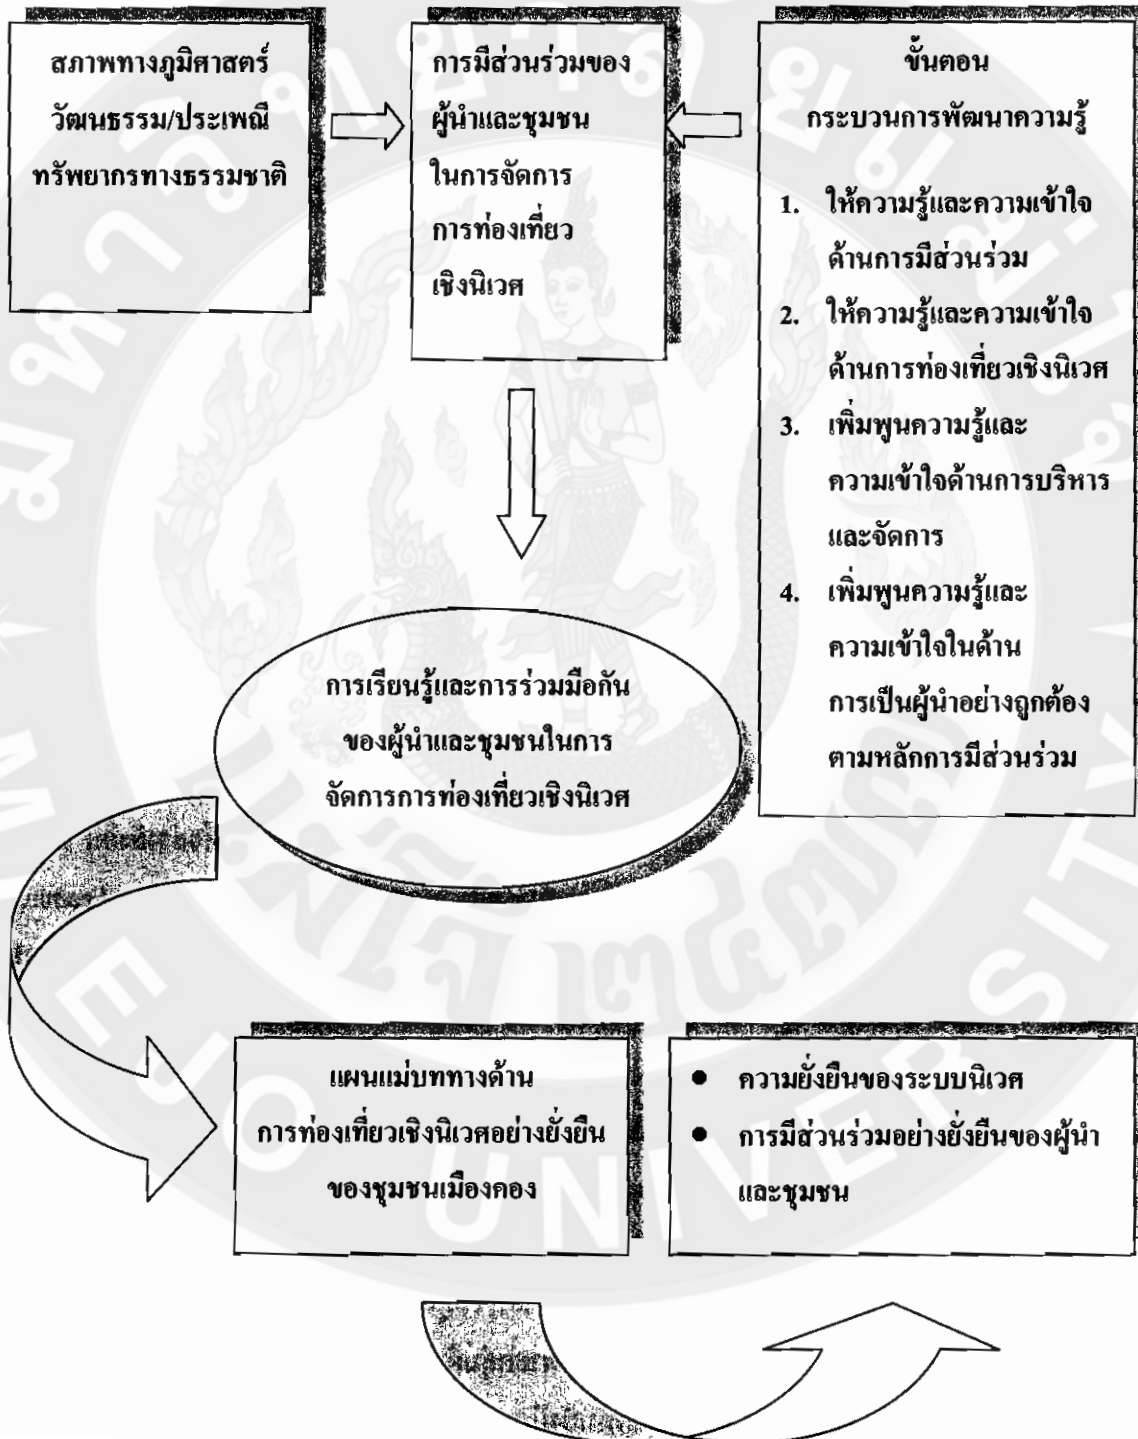 สภาพทางภูมิศาสตร์
วัฒนธรรม/ประเพณี
ทรัพยากรทางธรรมชาติ
การมีส่วนร่วมของ
ผู้นำและชุมชน
ในการจัดการ
การท่องเที่ยว
เชิงนิเวศ
ขั้นตอน
กระบวนการพัฒนาความรู้
1. ให้ความรู้และความเข้าใจ
ด้านการมีส่วนร่วม
2. ให้ความรู้และความเข้าใจ
ด้านการท่องเที่ยวเชิงนิเวศ
3. เพิ่มพูนความรู้และ
ความเข้าใจด้านการบริหาร
และจัดการ
4. เพิ่มพูนความรู้และ
ความเข้าใจในด้าน
การเป็นผู้นำอย่างถูกต้อง
ตามหลักการมีส่วนร่วม
การเรียนรู้และการร่วมมือกัน
ของผู้นำและชุมชนในการ
จัดการการท่องเที่ยวเชิงนิเวศ
แผนแม่บททางด้าน
การท่องเที่ยวเชิงนิเวศอย่างยั่งยืน
ของชุมชนเมืองคอง
● ความยั่งยืนของระบบนิเวศ
● การมีส่วนร่วมอย่างยั่งยืนของผู้นำ
และชุมชน
แม่โจ้ ๒๔๗๗
UNIVERSITY